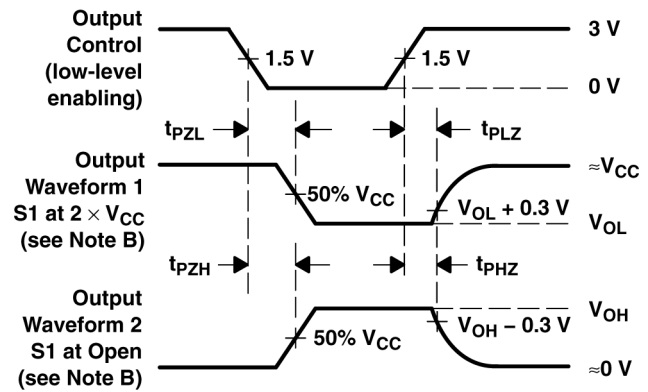 Output
Control
(low-level
enabling)
1.5 V
1.5 V
3 V
0 V
tPZL
tPLZ
Output
Waveform 1
S1 at 2 × VCC
(see Note B)
50% VCC
VOL + 0.3 V
≈VCC
VOL
tPZH
tPHZ
Output
Waveform 2
S1 at Open
(see Note B)
50% VCC
VOH − 0.3 V
VOH
≈0 V